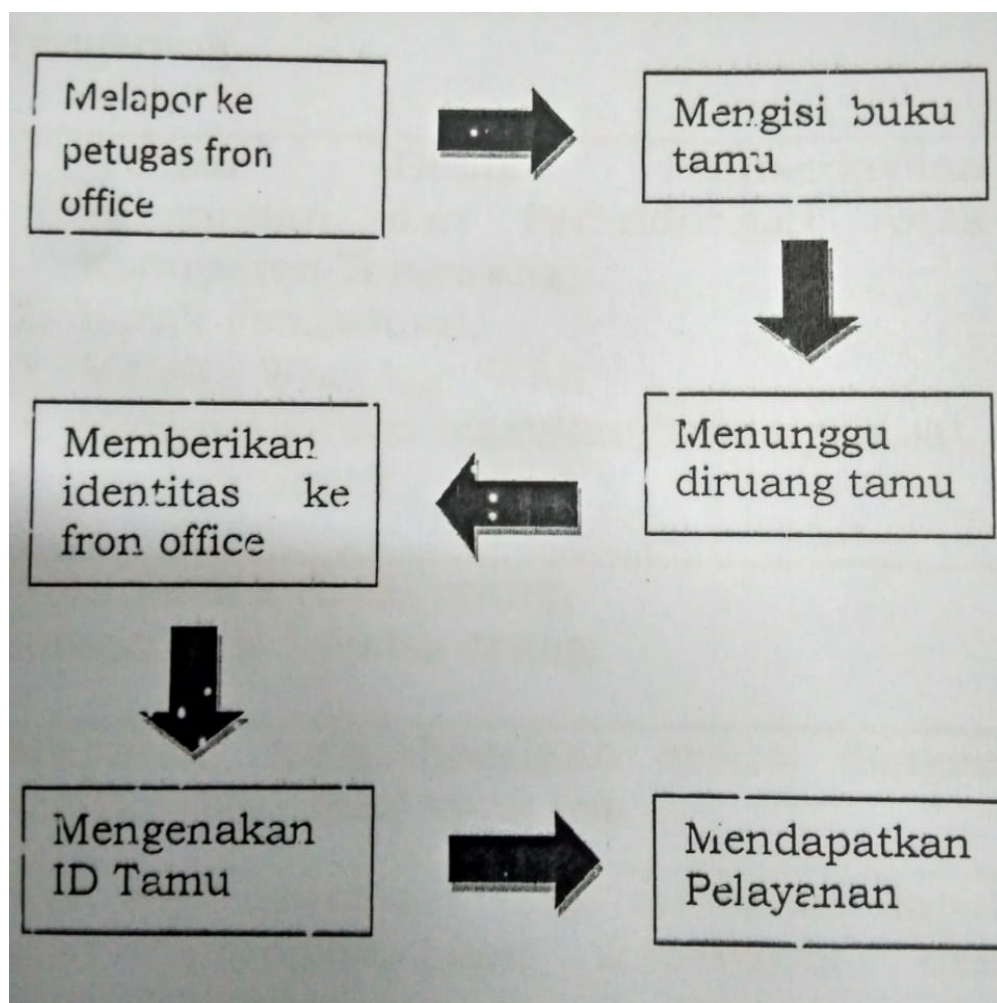 Melapor ke
petugas fron
office
Mengisi buku
tamu
Menunggu
diruang tamu
Memberikan
identitas ke
fron office
Mengenakan
ID Tamu
Mendapatkan
Pelayanan